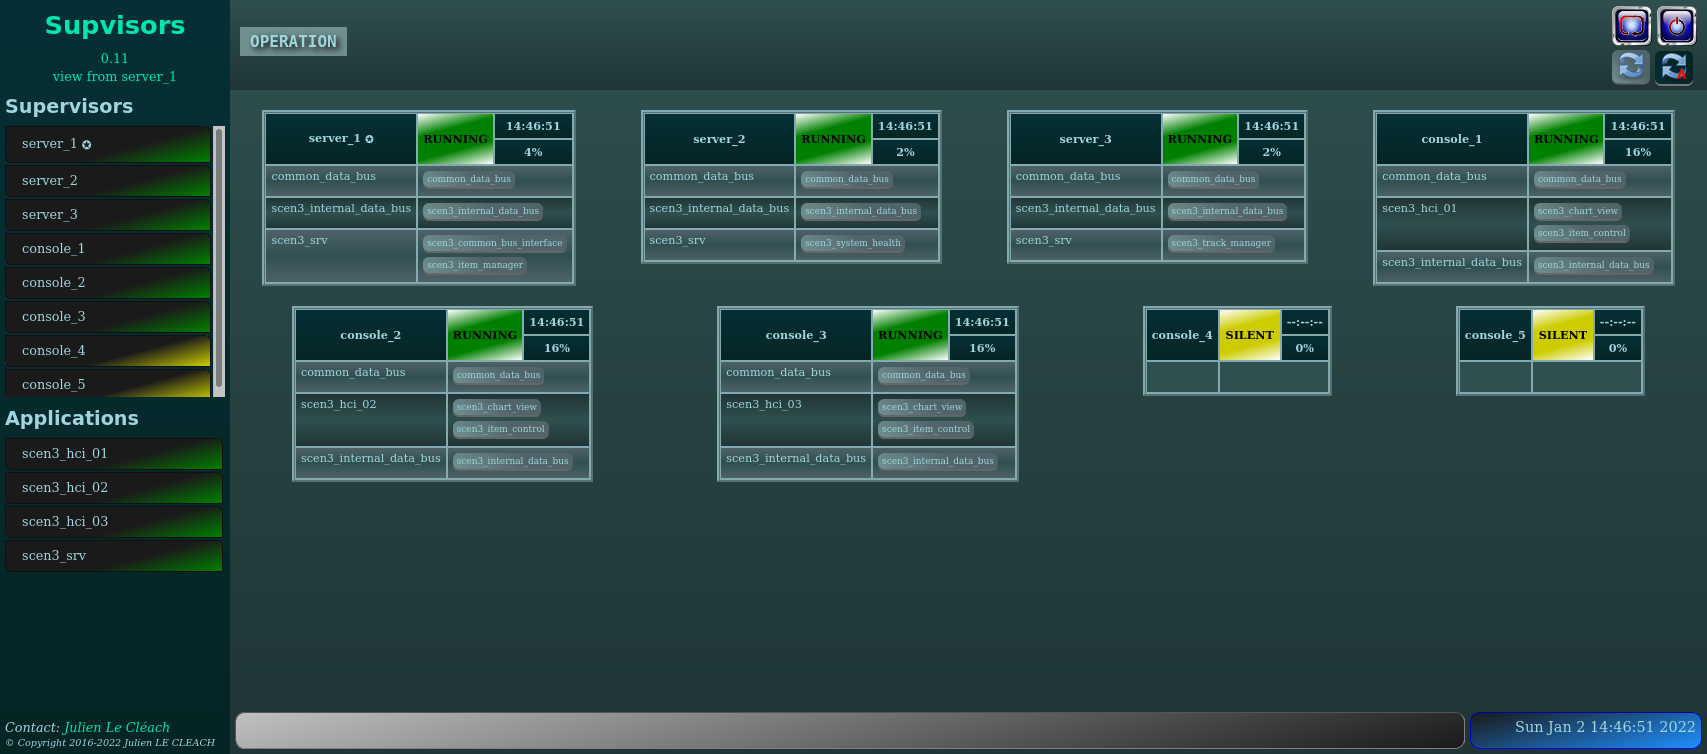 Supvisors
0.11
view from server_1
Supervisors
server_1 ✪
server_2
server_3
console_1
console_2
console_3
console_4
console_5
Applications
scen3_hci_01
scen3_hci_02
scen3_hci_03
scen3_srv
Contact: Julien Le Cléach
© Copyright 2016-2022 Julien LE CLEACH
OPERATION
server_1 ✪ RUNNING 14:46:51
4%
common_data_bus common_data_bus
scen3_internal_data_bus scen3_internal_data_bus
scen3_srv scen3_common_bus_interface
scen3_item_manager
server_2 RUNNING 14:46:51
2%
common_data_bus common_data_bus
scen3_internal_data_bus scen3_internal_data_bus
scen3_srv scen3_system_health
server_3 RUNNING 14:46:51
2%
common_data_bus common_data_bus
scen3_internal_data_bus scen3_internal_data_bus
scen3_srv scen3_track_manager
console_1 RUNNING 14:46:51
16%
common_data_bus common_data_bus
scen3_hci_01 scen3_chart_view
scen3_item_control
scen3_internal_data_bus scen3_internal_data_bus
console_2 RUNNING 14:46:51
16%
common_data_bus common_data_bus
scen3_hci_02 scen3_chart_view
scen3_item_control
scen3_internal_data_bus scen3_internal_data_bus
console_3 RUNNING 14:46:51
16%
common_data_bus common_data_bus
scen3_hci_03 scen3_chart_view
scen3_item_control
scen3_internal_data_bus scen3_internal_data_bus
console_4 SILENT --:--:--
0%
console_5 SILENT --:--:--
0%
Sun Jan 2 14:46:51 2022